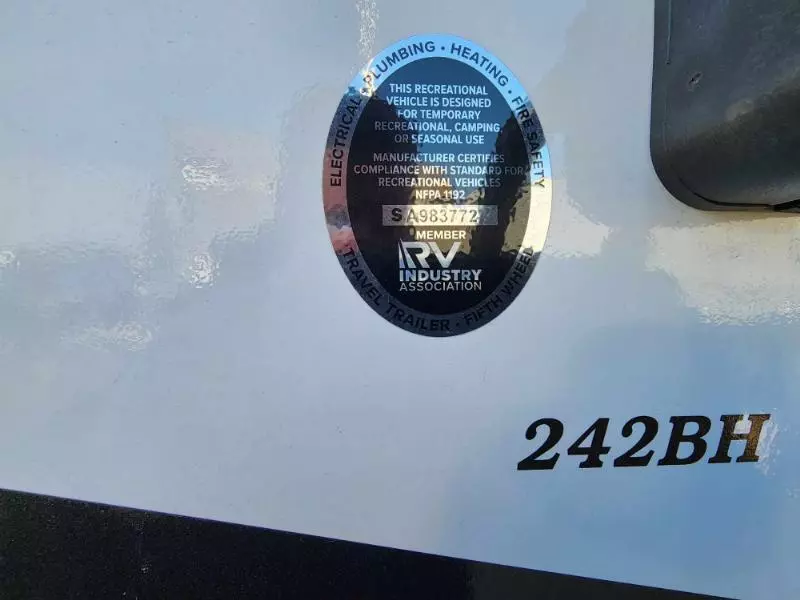 ELECTRICAL • PLUMBING • HEATING • FIRE SAFETY
THIS RECREATIONAL
VEHICLE IS DESIGNED
FOR TEMPORARY
RECREATIONAL, CAMPING,
OR SEASONAL USE
MANUFACTURER CERTIFIES
COMPLIANCE WITH STANDARD FOR
RECREATIONAL VEHICLES
NFPA 1192
SA983772
MEMBER
RV
INDUSTRY
ASSOCIATION
TRAVEL TRAILER • FIFTH WHEEL
242BH